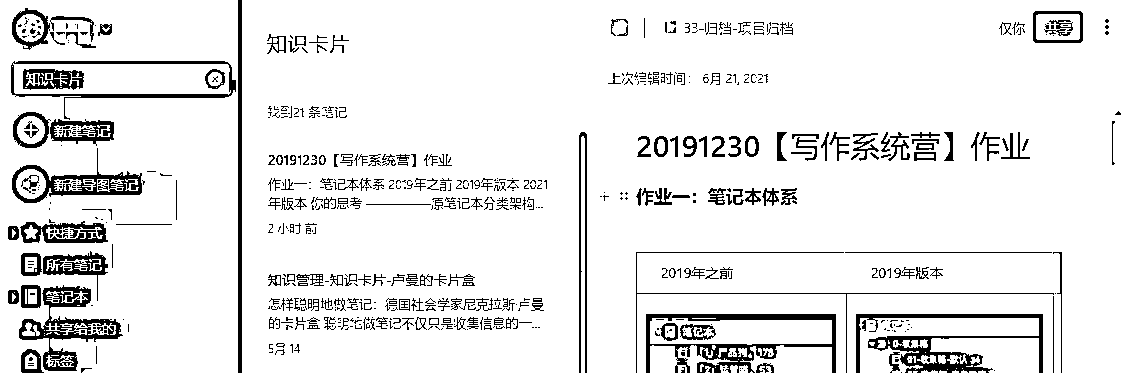 知识卡片
新建笔记
新建导图笔记
快捷方式
所有笔记
笔记本
共享给我的
标签
知识卡片
找到21 条笔记
20191230【写作系统营】作业
作业一：笔记本体系 2019年之前 2019年版本 2021
年版本 你的思考 —————原笔记本分类架构...
2 小时 前
知识管理-知识卡片-卢曼的卡片盒
怎样聪明地做笔记：德国社会学家尼克拉斯·卢曼
的卡片盒 聪明地做笔记不仅只是收集信息的一...
5月 14
33-归档-项目归档
仅你
共享
上次编辑时间： 6月 21, 2021
20191230【写作系统营】作业
作业一：笔记本体系
2019年之前
2019年版本
笔记本